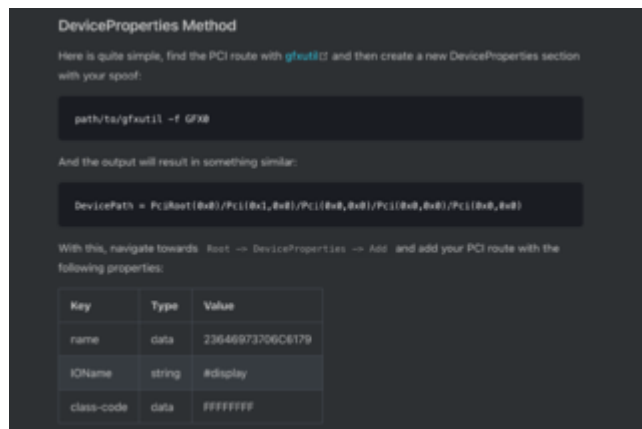 DeviceProperties Method
Here is quite simple, find the PCI route with gfxutil and then create a new DeviceProperties section
with your spoof:
path/to/gfxutil -f GFX0
And the output will result in something similar:
DevicePath = PciRoot(0x0)/Pci(0x1,0x0)/Pci(0x0,0x0)/Pci(0x0,0x0)/Pci(0x0,0x0)
With this, navigate towards Root -> DeviceProperties -> Add and add your PCI route with the
following properties:
Key Type Value
name data 23646973706C6179
IOName string #display
class-code data FFFFFFFF